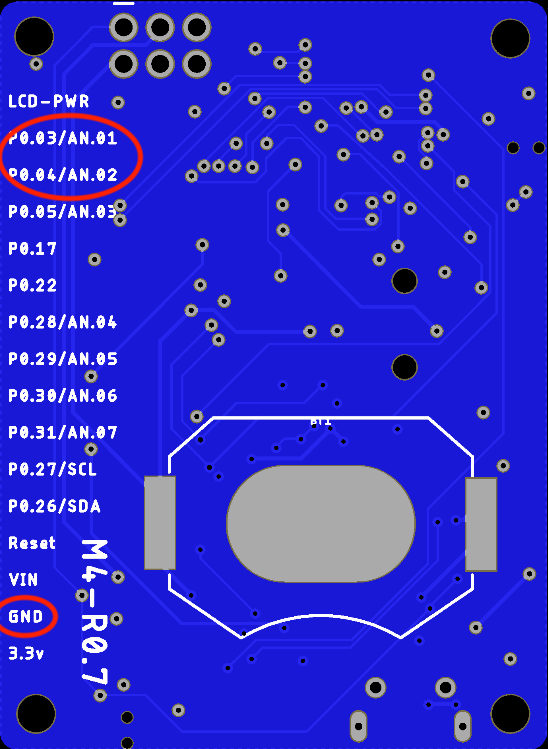 LCD-PWR
P0.03/AN.01
P0.04/AN.02
P0.05/AN.03
P0.17
P0.22
P0.28/AN.04
P0.29/AN.05
P0.30/AN.06
P0.31/AN.07
BT1
P0.27/SCL
P0.26/SDA
Reset
VIN
GND
3.3v
M4-R0.7